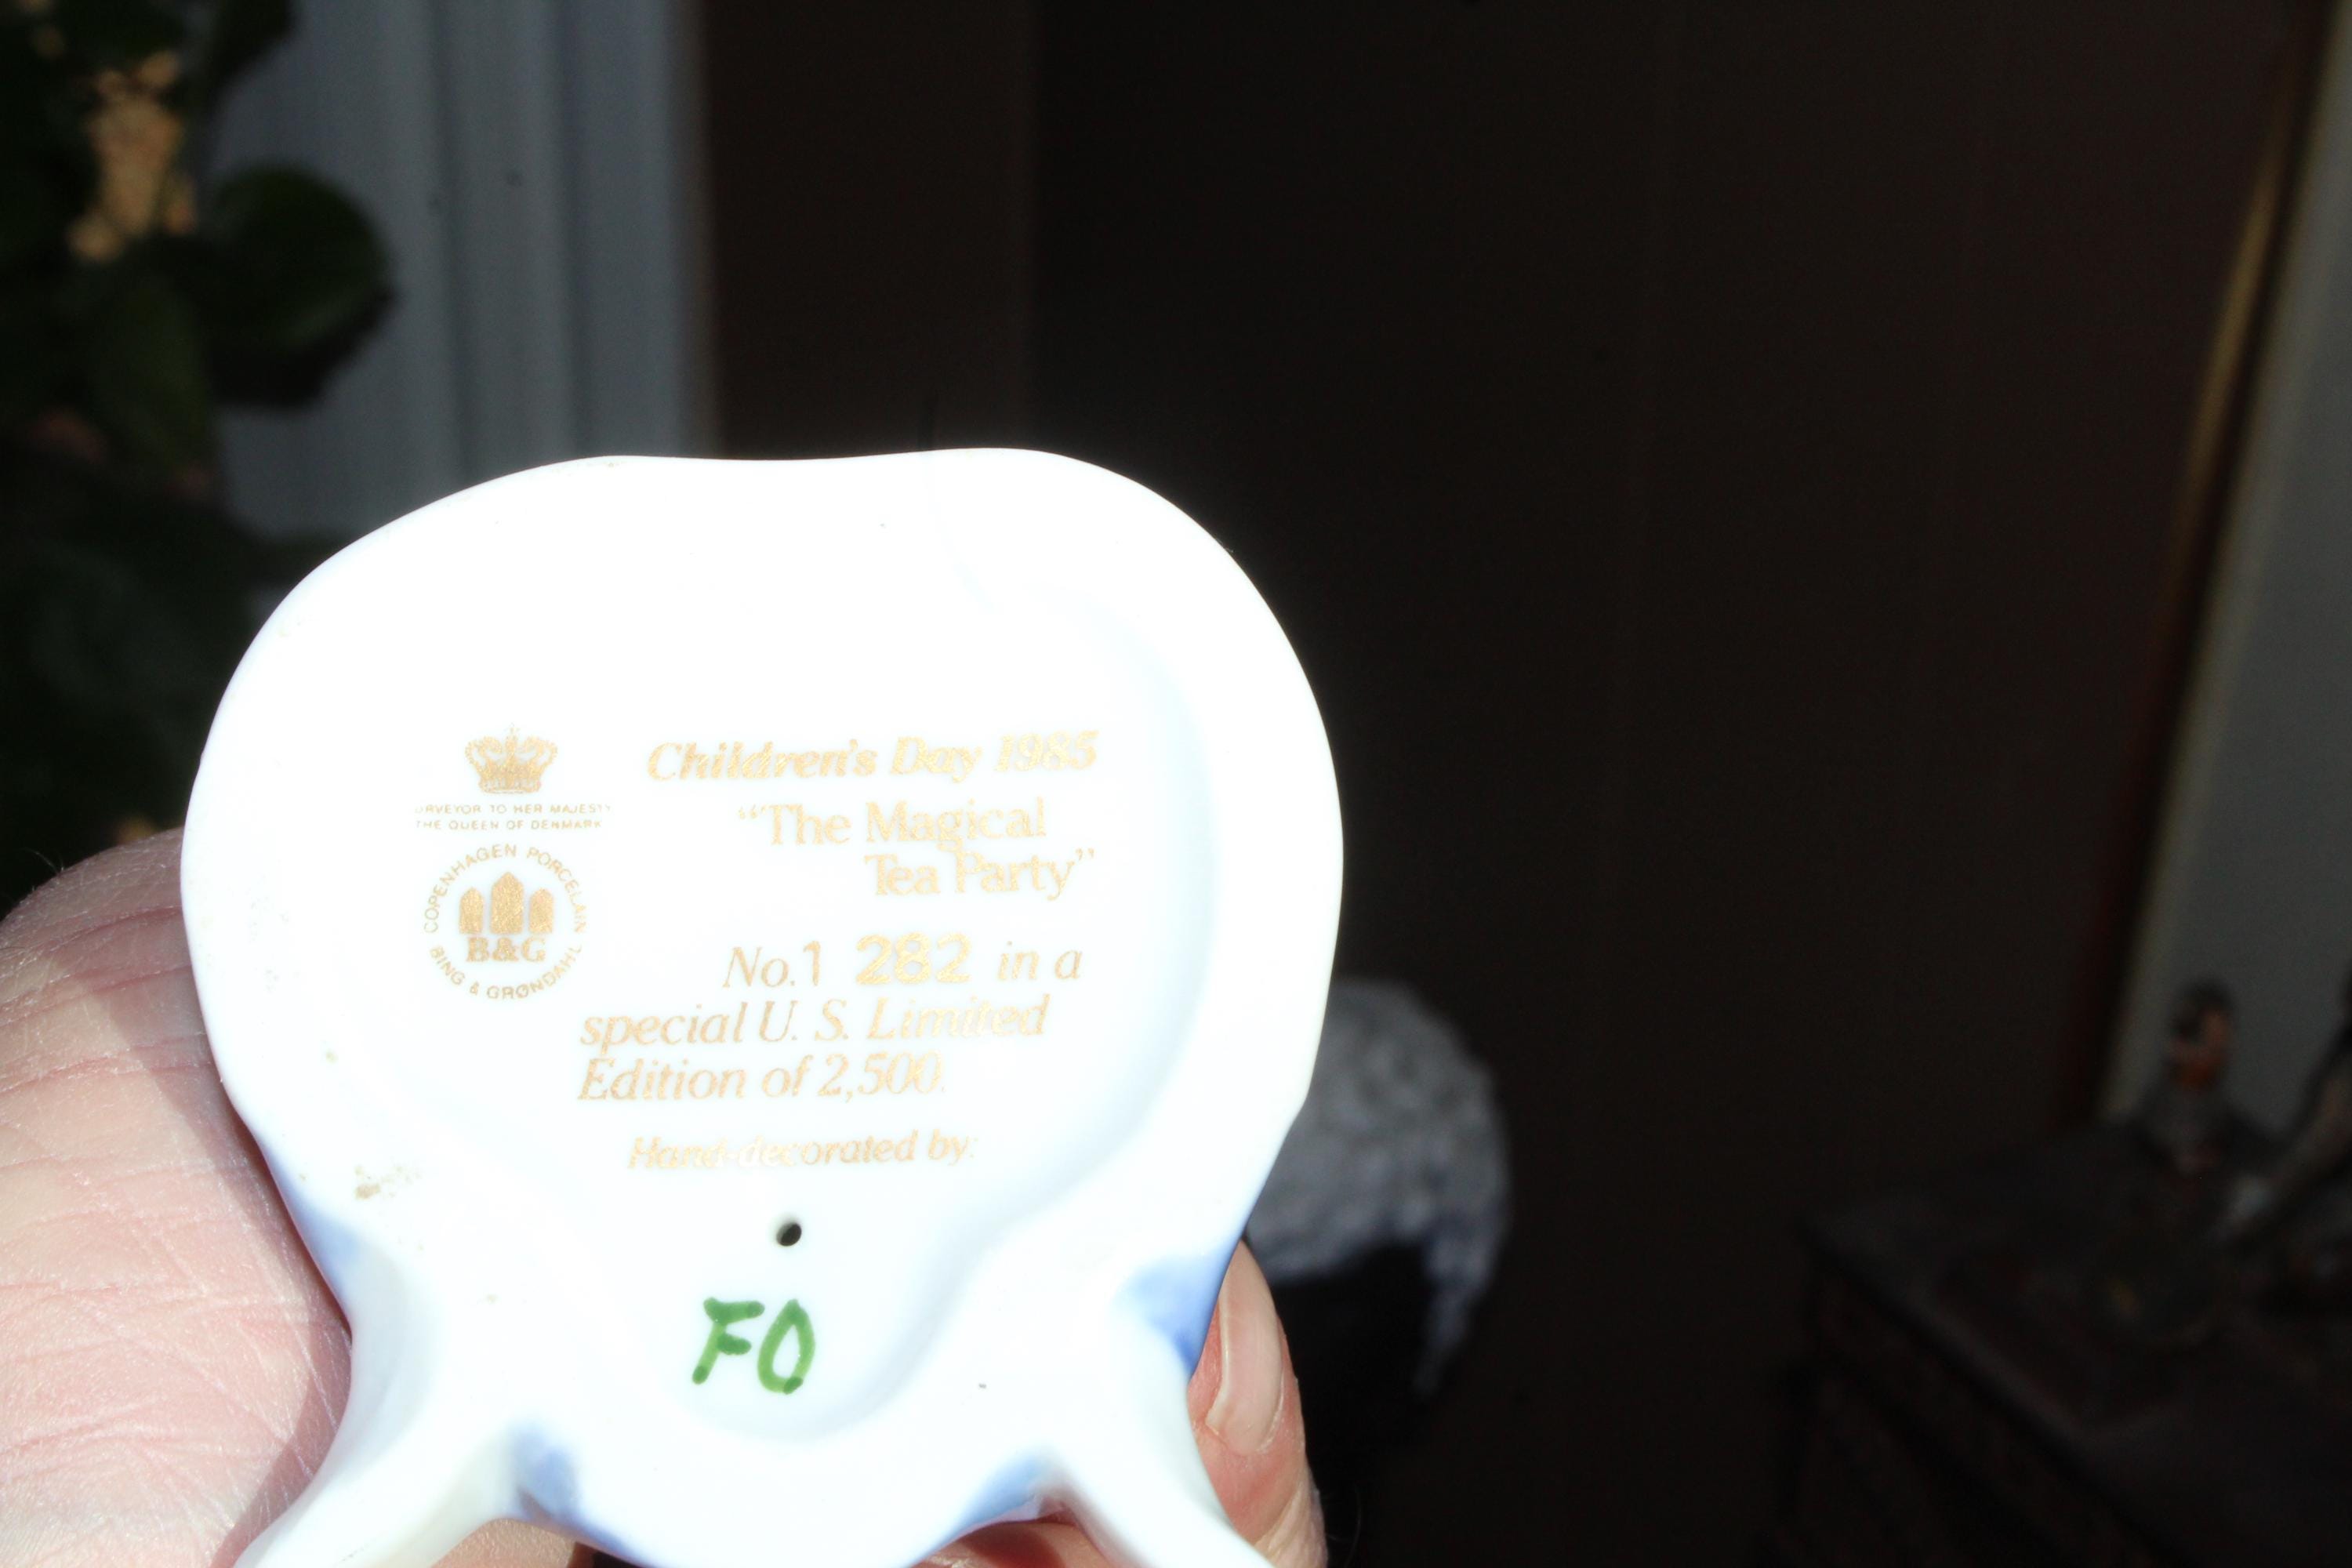 Children's Day 1985
"The Magical
Tea Party"
No. 1 282 in a
special U. S. Limited
Edition of 2,500.
Hand-decorated by:
FO
TO HER MAJESTY
THE QUEEN OF DENMARK
COPENHAGEN PORCELAIN
B&G
BING & GRØNDAHL